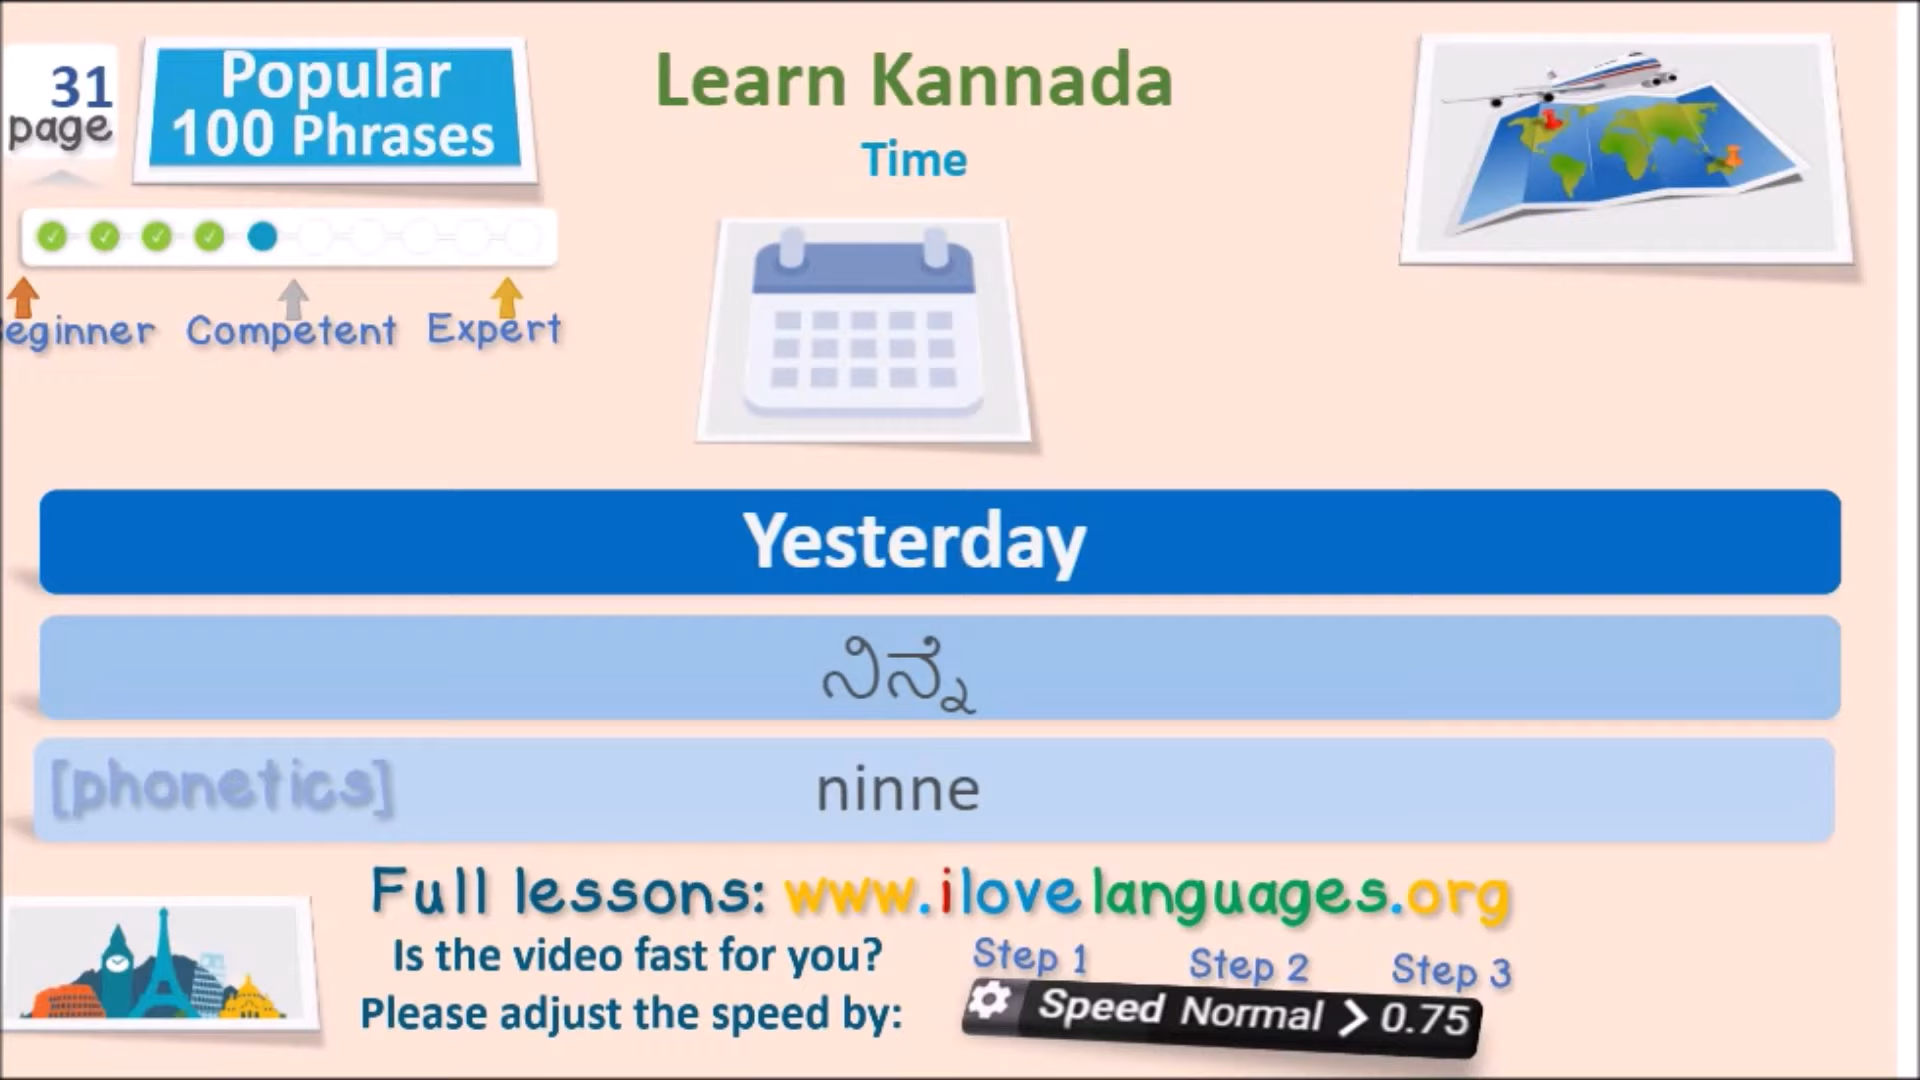 31
page
Popular
100 Phrases
Learn Kannada
Time
eginner Competent Expert
Yesterday
ನಿನ್ನೆ
[phonetics] ninne
Full lessons: www.ilovelanguages.org
Is the video fast for you?
Please adjust the speed by:
Step 1 Step 2 Step 3
Speed Normal > 0.75